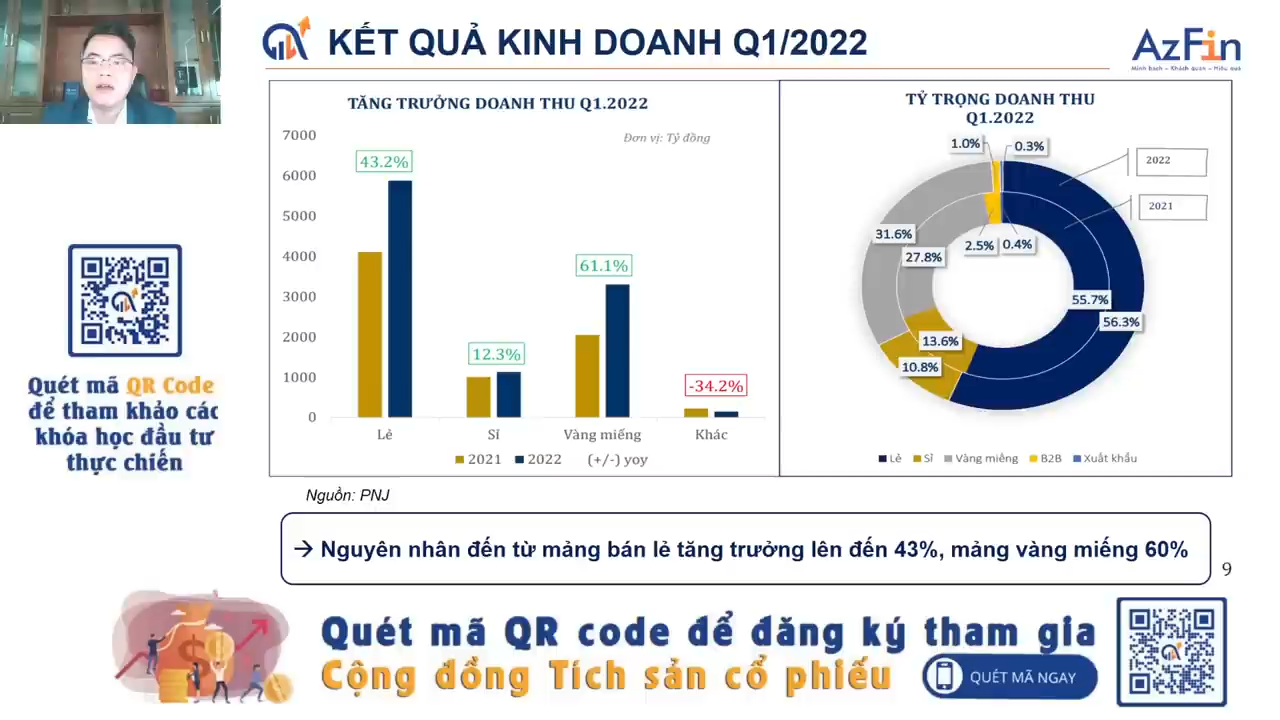 KẾT QUẢ KINH DOANH Q1/2022
AzFin
Minh bạch – Khách quan – Hiệu quả
TĂNG TRƯỞNG DOANH THU Q1.2022
Đơn vị: Tỷ đồng
7000
6000
5000
4000
3000
2000
1000
0
43.2%
12.3%
61.1%
-34.2%
Lẻ Sỉ Vàng miếng Khác
2021 2022 (+/-) yoy
TỶ TRỌNG DOANH THU
Q1.2022
1.0% 0.3%
2022
2021
31.6%
27.8%
2.5% 0.4%
55.7%
56.3%
13.6%
10.8%
Lẻ Sỉ Vàng miếng B2B Xuất khẩu
Nguồn: PNJ
→ Nguyên nhân đến từ mảng bán lẻ tăng trưởng lên đến 43%, mảng vàng miếng 60%
9
Quét mã QR Code
để tham khảo các
khóa học đầu tư
thực chiến
Quét mã QR code để đăng ký tham gia
Cộng đồng Tích sản cổ phiếu
QUÉT MÃ NGAY